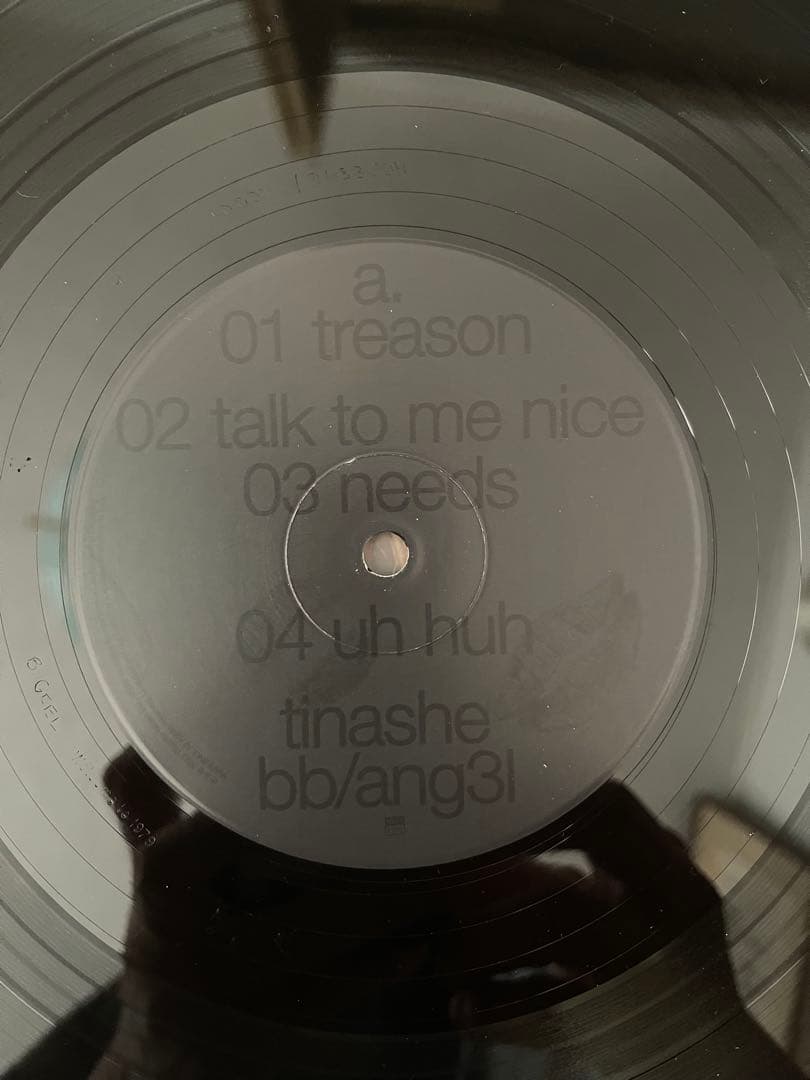 a.
01 treason
02 talk to me nice
03 needs
04 uh huh
tinashe
bb/ang3l